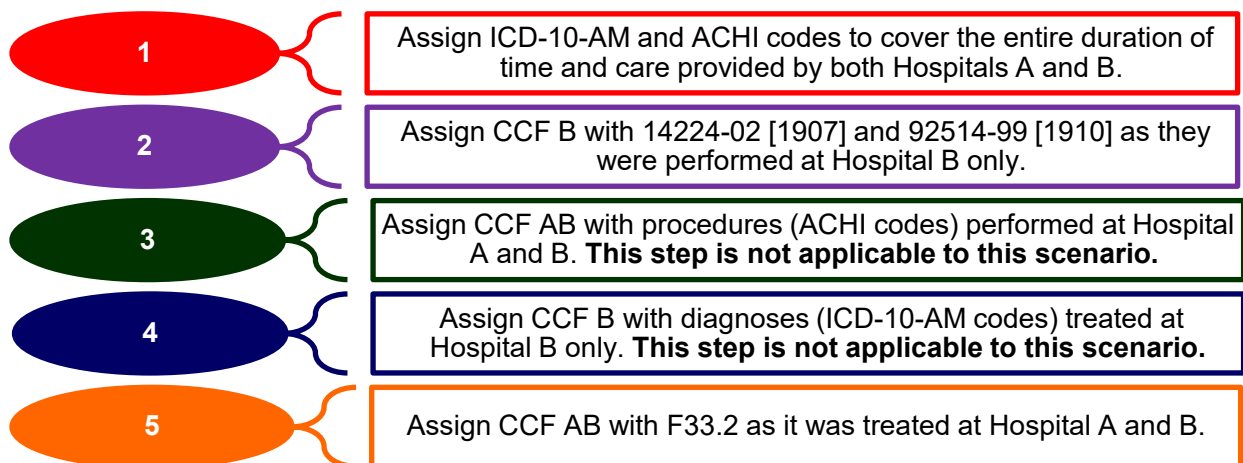 1
Assign ICD-10-AM and ACHI codes to cover the entire duration of
time and care provided by both Hospitals A and B.
2
Assign CCF B with 14224-02 [1907] and 92514-99 [1910] as they
were performed at Hospital B only.
3
Assign CCF AB with procedures (ACHI codes) performed at Hospital
A and B. This step is not applicable to this scenario.
4
Assign CCF B with diagnoses (ICD-10-AM codes) treated at
Hospital B only. This step is not applicable to this scenario.
5
Assign CCF AB with F33.2 as it was treated at Hospital A and B.